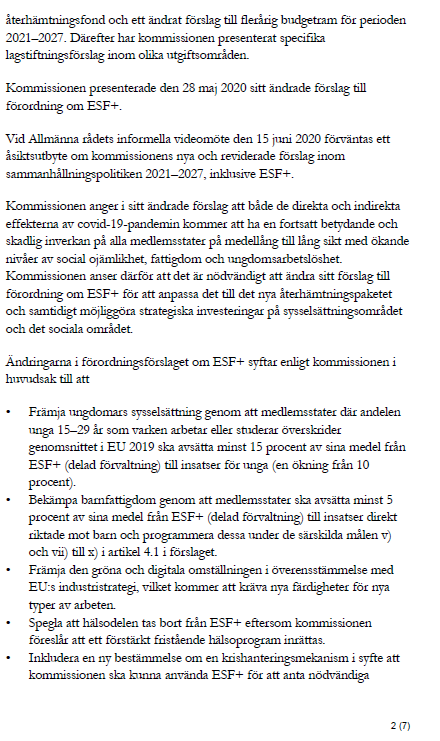 återhämtningsfond och ett ändrat förslag till flerårig budgetram för perioden
2021–2027. Därefter har kommissionen presenterat specifika
lagstiftningsförslag inom olika utgiftsområden.
Kommissionen presenterade den 28 maj 2020 sitt ändrade förslag till
förordning om ESF+.
Vid Allmänna rådets informella videomöte den 15 juni 2020 förväntas ett
åsiktsutbyte om kommissionens nya och reviderade förslag inom
sammanhållningspolitiken 2021–2027, inklusive ESF+.
Kommissionen anger i sitt ändrade förslag att både de direkta och indirekta
effekterna av covid-19-pandemin kommer att ha en fortsatt betydande och
skadlig inverkan på alla medlemsstater på medellång till lång sikt med ökande
nivåer av social ojämlikhet, fattigdom och ungdomsarbetslöshet.
Kommissionen anser därför att det är nödvändigt att ändra sitt förslag till
förordning om ESF+ för att anpassa det till det nya återhämtningspaketet
och samtidigt möjliggöra strategiska investeringar på sysselsättningsområdet
och det sociala området.
Ändringarna i förordningsförslaget om ESF+ syftar enligt kommissionen i
huvudsak till att
• Främja ungdomars sysselsättning genom att medlemsstater där andelen
unga 15–29 år som varken arbetar eller studerar överskrider
genomsnittet i EU 2019 ska avsätta minst 15 procent av sina medel från
ESF+ (delad förvaltning) till insatser för unga (en ökning från 10
procent).
• Bekämpa barnfattigdom genom att medlemsstater ska avsätta minst 5
procent av sina medel från ESF+ (delad förvaltning) till insatser direkt
riktade mot barn och programmera dessa under de särskilda målen v)
och vii) till x) i artikel 4.1 i förslaget.
• Främja den gröna och digitala omställningen i överensstämmelse med
EU:s industristrategi, vilket kommer att kräva nya färdigheter för nya
typer av arbeten.
• Spegla att hälsodelen tas bort från ESF+ eftersom kommissionen
föreslår att ett förstärkt fristående hälsoprogram inrättas.
• Inkludera en ny bestämmelse om en krishanteringsmekanism i syfte att
kommissionen ska kunna använda ESF+ för att anta nödvändiga
2 (7)